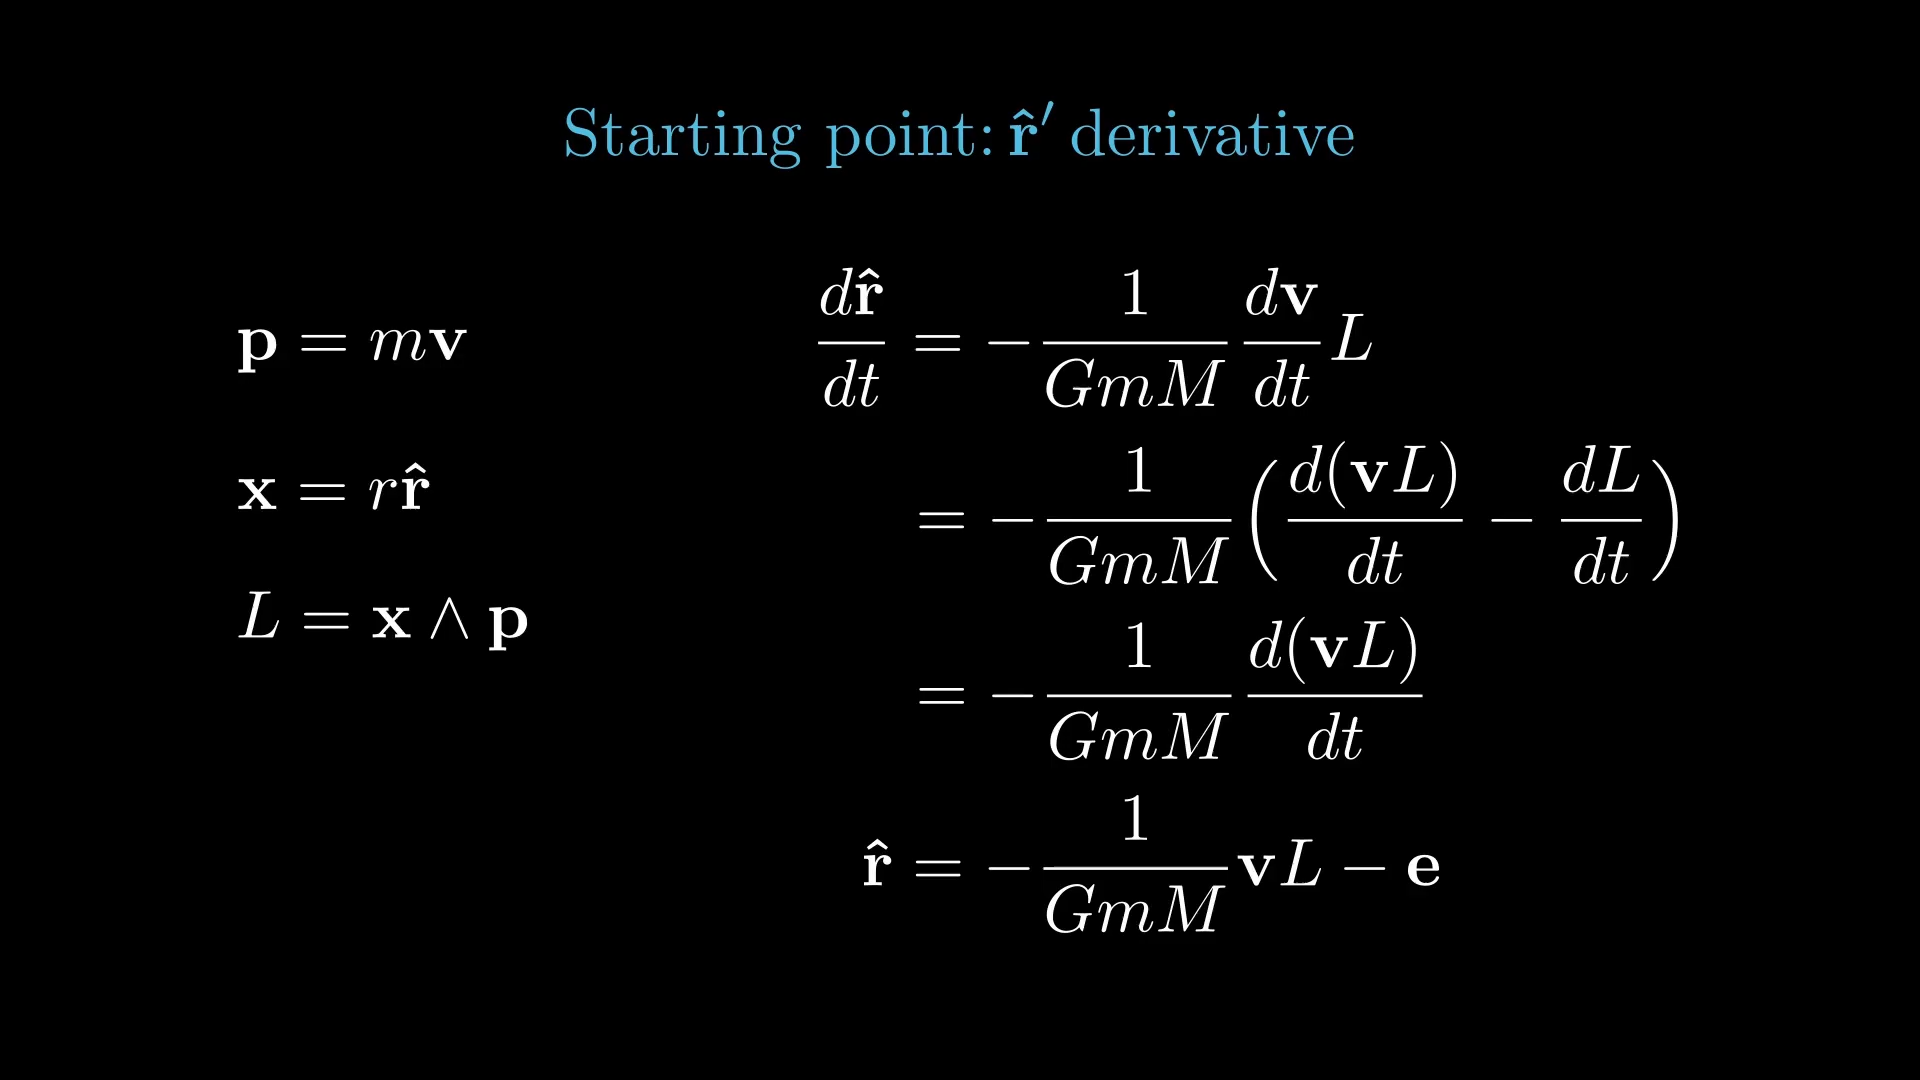 Starting point: r̂′ derivative
p = mv
x = rr̂
L = x ∧ p
dr̂/dt = −1/(GmM) dv/dt L
= −1/(GmM) (d(vL)/dt − dL/dt)
= −1/(GmM) d(vL)/dt
r̂ = −1/(GmM) vL − e